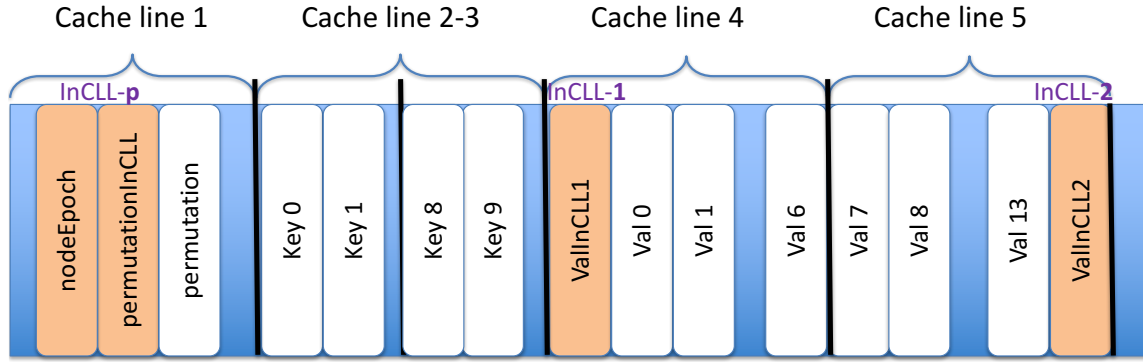 Cache line 1
Cache line 2-3
Cache line 4
Cache line 5
InCLL-p
InCLL-1
InCLL-2
nodeEpoch
permutationInCLL
permutation
Key 0
Key 1
Key 8
Key 9
ValInCLL1
Val 0
Val 1
Val 6
Val 7
Val 8
Val 13
ValInCLL2